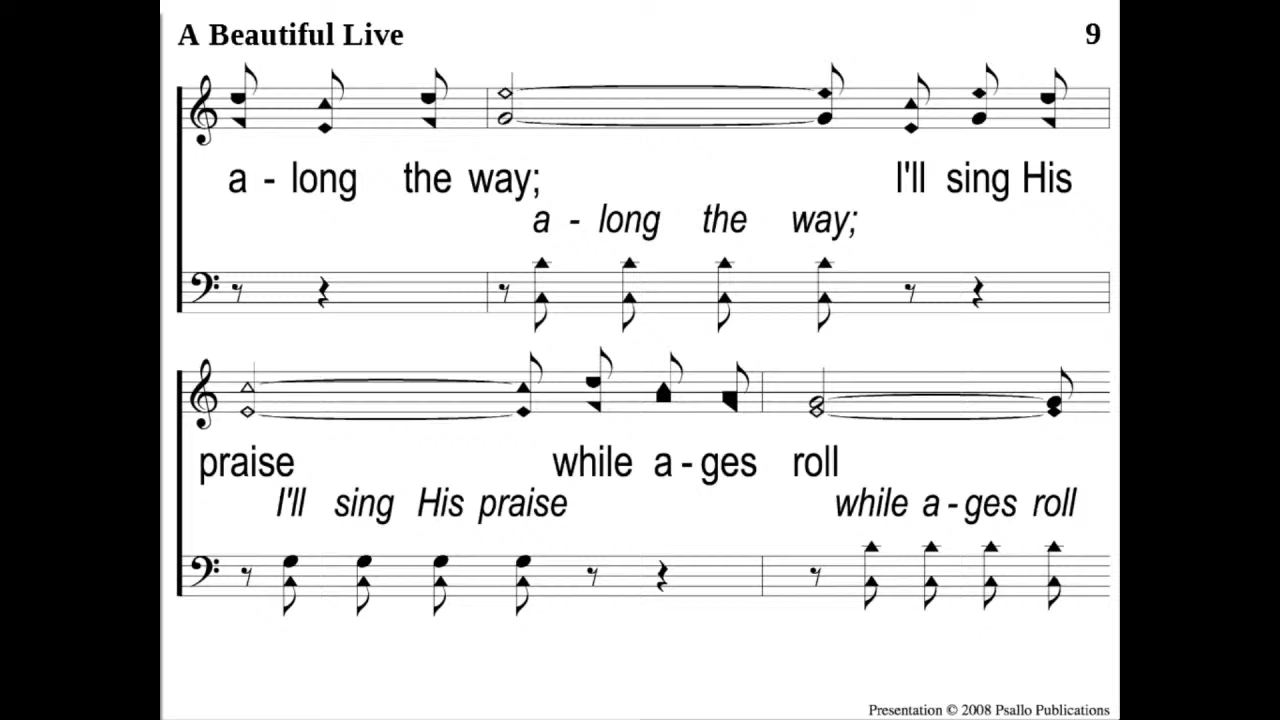 A Beautiful Live 9
a - long the way; I'll sing His
a - long the way;
praise while a - ges roll
I'll sing His praise while a - ges roll
Presentation © 2008 Psallo Publications